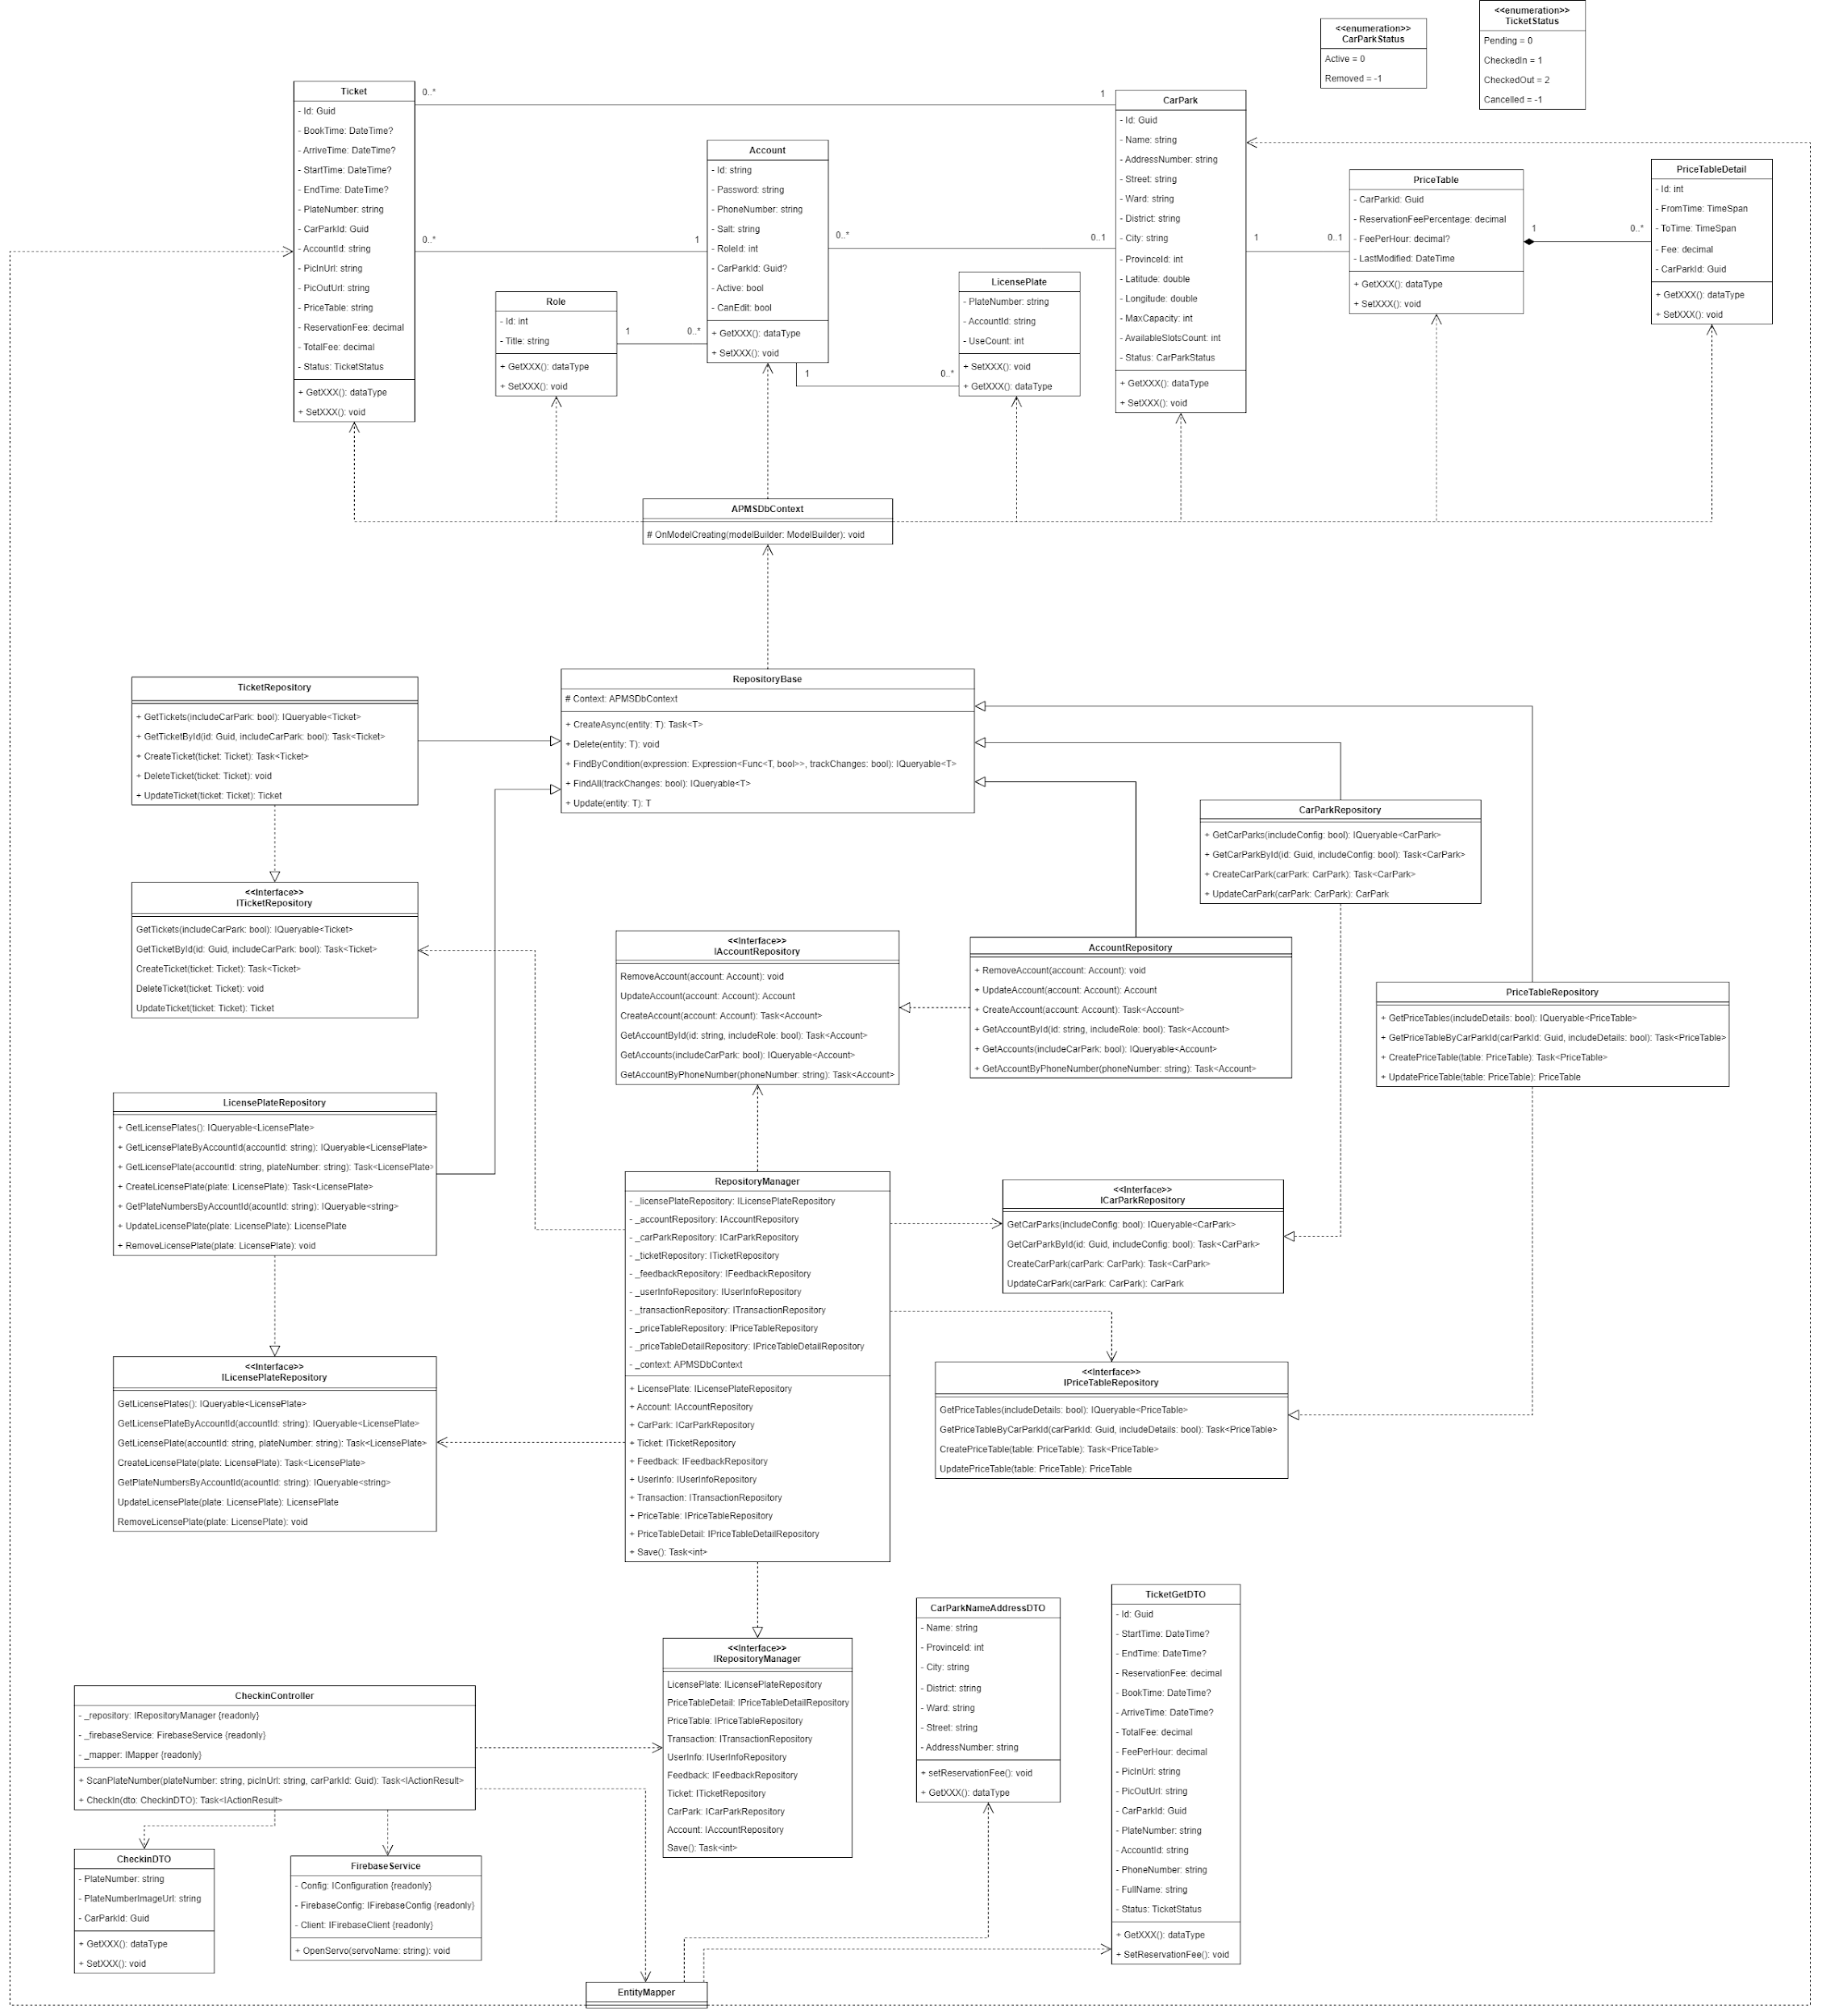 <<enumeration>>
TicketStatus
Pending = 0
CheckedIn = 1
CheckedOut = 2
Cancelled = -1
<<enumeration>>
CarParkStatus
Active = 0
Removed = -1
Ticket
- Id: Guid
- BookTime: DateTime?
- ArriveTime: DateTime?
- StartTime: DateTime?
- EndTime: DateTime?
- PlateNumber: string
- CarParkId: Guid
- AccountId: string
- PicInUrl: string
- PicOutUrl: string
- PriceTable: string
- ReservationFee: decimal
- TotalFee: decimal
- Status: TicketStatus
+ GetXXX(): dataType
+ SetXXX(): void
0..*
1
0..*
1
Account
- Id: string
- Password: string
- PhoneNumber: string
- Salt: string
- RoleId: int
- CarParkId: Guid?
- Active: bool
- CanEdit: bool
+ GetXXX(): dataType
+ SetXXX(): void
0..*
0..1
Role
- Id: int
- Title: string
+ GetXXX(): dataType
+ SetXXX(): void
1
0..*
1
0..*
LicensePlate
- PlateNumber: string
- AccountId: string
- UseCount: int
+ SetXXX(): void
+ GetXXX(): dataType
CarPark
- Id: Guid
- Name: string
- AddressNumber: string
- Street: string
- Ward: string
- District: string
- City: string
- ProvinceId: int
- Latitude: double
- Longitude: double
- MaxCapacity: int
- AvailableSlotsCount: int
- Status: CarParkStatus
+ GetXXX(): dataType
+ SetXXX(): void
1
0..1
PriceTable
- CarParkid: Guid
- ReservationFeePercentage: decimal
- FeePerHour: decimal?
- LastModified: DateTime
+ GetXXX(): dataType
+ SetXXX(): void
1
0..*
PriceTableDetail
- Id: int
- FromTime: TimeSpan
- ToTime: TimeSpan
- Fee: decimal
- CarParkId: Guid
+ GetXXX(): dataType
+ SetXXX(): void
APMSDbContext
# OnModelCreating(modelBuilder: ModelBuilder): void
RepositoryBase
# Context: APMSDbContext
+ CreateAsync(entity: T): Task<T>
+ Delete(entity: T): void
+ FindByCondition(expression: Expression<Func<T, bool>>, trackChanges: bool): IQueryable<T>
+ FindAll(trackChanges: bool): IQueryable<T>
+ Update(entity: T): T
TicketRepository
+ GetTickets(includeCarPark: bool): IQueryable<Ticket>
+ GetTicketById(id: Guid, includeCarPark: bool): Task<Ticket>
+ CreateTicket(ticket: Ticket): Task<Ticket>
+ DeleteTicket(ticket: Ticket): void
+ UpdateTicket(ticket: Ticket): Ticket
<<Interface>>
ITicketRepository
GetTickets(includeCarPark: bool): IQueryable<Ticket>
GetTicketById(id: Guid, includeCarPark: bool): Task<Ticket>
CreateTicket(ticket: Ticket): Task<Ticket>
DeleteTicket(ticket: Ticket): void
UpdateTicket(ticket: Ticket): Ticket
CarParkRepository
+ GetCarParks(includeConfig: bool): IQueryable<CarPark>
+ GetCarParkById(id: Guid, includeConfig: bool): Task<CarPark>
+ CreateCarPark(carPark: CarPark): Task<CarPark>
+ UpdateCarPark(carPark: CarPark): CarPark
<<Interface>>
IAccountRepository
RemoveAccount(account: Account): void
UpdateAccount(account: Account): Account
CreateAccount(account: Account): Task<Account>
GetAccountById(id: string, includeRole: bool): Task<Account>
GetAccounts(includeCarPark: bool): IQueryable<Account>
GetAccountByPhoneNumber(phoneNumber: string): Task<Account>
AccountRepository
+ RemoveAccount(account: Account): void
+ UpdateAccount(account: Account): Account
+ CreateAccount(account: Account): Task<Account>
+ GetAccountById(id: string, includeRole: bool): Task<Account>
+ GetAccounts(includeCarPark: bool): IQueryable<Account>
+ GetAccountByPhoneNumber(phoneNumber: string): Task<Account>
PriceTableRepository
+ GetPriceTables(includeDetails: bool): IQueryable<PriceTable>
+ GetPriceTableByCarParkId(carParkId: Guid, includeDetails: bool): Task<PriceTable>
+ CreatePriceTable(table: PriceTable): Task<PriceTable>
+ UpdatePriceTable(table: PriceTable): PriceTable
LicensePlateRepository
+ GetLicensePlates(): IQueryable<LicensePlate>
+ GetLicensePlateByAccountId(accountId: string): IQueryable<LicensePlate>
+ GetLicensePlate(accountId: string, plateNumber: string): Task<LicensePlate>
+ CreateLicensePlate(plate: LicensePlate): Task<LicensePlate>
+ GetPlateNumbersByAccountId(acountId: string): IQueryable<string>
+ UpdateLicensePlate(plate: LicensePlate): LicensePlate
+ RemoveLicensePlate(plate: LicensePlate): void
<<Interface>>
ILicensePlateRepository
GetLicensePlates(): IQueryable<LicensePlate>
GetLicensePlateByAccountId(accountId: string): IQueryable<LicensePlate>
GetLicensePlate(accountId: string, plateNumber: string): Task<LicensePlate>
CreateLicensePlate(plate: LicensePlate): Task<LicensePlate>
GetPlateNumbersByAccountId(acountId: string): IQueryable<string>
UpdateLicensePlate(plate: LicensePlate): LicensePlate
RemoveLicensePlate(plate: LicensePlate): void
RepositoryManager
- _licensePlateRepository: ILicensePlateRepository
- _accountRepository: IAccountRepository
- _carParkRepository: ICarParkRepository
- _ticketRepository: ITicketRepository
- _feedbackRepository: IFeedbackRepository
- _userInfoRepository: IUserInfoRepository
- _transactionRepository: ITransactionRepository
- _priceTableRepository: IPriceTableRepository
- _priceTableDetailRepository: IPriceTableDetailRepository
- _context: APMSDbContext
+ LicensePlate: ILicensePlateRepository
+ Account: IAccountRepository
+ CarPark: ICarParkRepository
+ Ticket: ITicketRepository
+ Feedback: IFeedbackRepository
+ UserInfo: IUserInfoRepository
+ Transaction: ITransactionRepository
+ PriceTable: IPriceTableRepository
+ PriceTableDetail: IPriceTableDetailRepository
+ Save(): Task<int>
<<Interface>>
ICarParkRepository
GetCarParks(includeConfig: bool): IQueryable<CarPark>
GetCarParkById(id: Guid, includeConfig: bool): Task<CarPark>
CreateCarPark(carPark: CarPark): Task<CarPark>
UpdateCarPark(carPark: CarPark): CarPark
<<Interface>>
IPriceTableRepository
GetPriceTables(includeDetails: bool): IQueryable<PriceTable>
GetPriceTableByCarParkId(carParkId: Guid, includeDetails: bool): Task<PriceTable>
CreatePriceTable(table: PriceTable): Task<PriceTable>
UpdatePriceTable(table: PriceTable): PriceTable
<<Interface>>
IRepositoryManager
LicensePlate: ILicensePlateRepository
PriceTableDetail: IPriceTableDetailRepository
PriceTable: IPriceTableRepository
Transaction: ITransactionRepository
UserInfo: IUserInfoRepository
Feedback: IFeedbackRepository
Ticket: ITicketRepository
CarPark: ICarParkRepository
Account: IAccountRepository
Save(): Task<int>
CarParkNameAddressDTO
- Name: string
- ProvinceId: int
- City: string
- District: string
- Ward: string
- Street: string
- AddressNumber: string
+ setReservationFee(): void
+ GetXXX(): dataType
TicketGetDTO
- Id: Guid
- StartTime: DateTime?
- EndTime: DateTime?
- ReservationFee: decimal
- BookTime: DateTime?
- ArriveTime: DateTime?
- TotalFee: decimal
- FeePerHour: decimal
- PicInUrl: string
- PicOutUrl: string
- CarParkId: Guid
- PlateNumber: string
- AccountId: string
- PhoneNumber: string
- FullName: string
- Status: TicketStatus
+ GetXXX(): dataType
+ SetReservationFee(): void
CheckinController
- _repository: IRepositoryManager {readonly}
- _firebaseService: FirebaseService {readonly}
- _mapper: IMapper {readonly}
+ ScanPlateNumber(plateNumber: string, picInUrl: string, carParkId: Guid): Task<IActionResult>
+ CheckIn(dto: CheckinDTO): Task<IActionResult>
CheckinDTO
- PlateNumber: string
- PlateNumberImageUrl: string
- CarParkId: Guid
+ GetXXX(): dataType
+ SetXXX(): void
FirebaseService
- Config: IConfiguration {readonly}
- FirebaseConfig: IFirebaseConfig {readonly}
- Client: IFirebaseClient {readonly}
+ OpenServo(servoName: string): void
EntityMapper